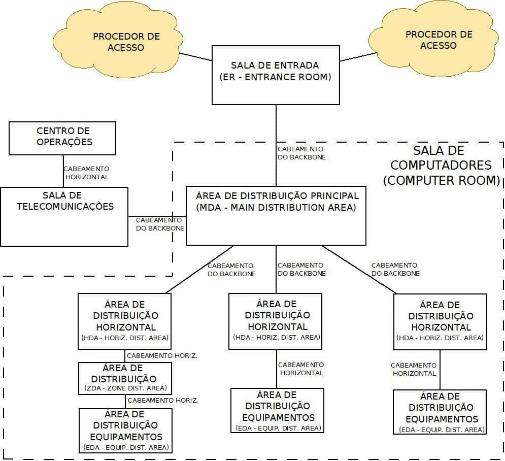 PROCEDOR DE
ACESSO
PROCEDOR DE
ACESSO
SALA DE ENTRADA
(ER - ENTRANCE ROOM)
CENTRO DE
OPERAÇÕES
CABEAMENTO
HORIZONTAL
CABEAMENTO
DO BACKBONE
SALA DE
COMPUTADORES
(COMPUTER ROOM)
SALA DE
TELECOMUNICAÇÕES
CABEAMENTO
DO BACKBONE
ÁREA DE DISTRIBUIÇÃO PRINCIPAL
(MDA - MAIN DISTRIBUTION AREA)
CABEAMENTO
DO BACKBONE
CABEAMENTO
DO BACKBONE
CABEAMENTO
DO BACKBONE
ÁREA DE
DISTRIBUIÇÃO
HORIZONTAL
(HDA - HORIZ. DIST. AREA)
ÁREA DE
DISTRIBUIÇÃO
HORIZONTAL
(HDA - HORIZ. DIST. AREA)
ÁREA DE
DISTRIBUIÇÃO
HORIZONTAL
(HDA - HORIZ. DIST. AREA)
CABEAMENTO HORIZ.
ÁREA DE
DISTRIBUIÇÃO
(ZDA - ZONE DIST. AREA)
CABEAMENTO HORIZ.
ÁREA DE
DISTRIBUIÇÃO
EQUIPAMENTOS
(EDA - EQUIP. DIST. AREA)
CABEAMENTO
HORIZONTAL
ÁREA DE
DISTRIBUIÇÃO
EQUIPAMENTOS
(EDA - EQUIP. DIST. AREA)
CABEAMENTO
HORIZONTAL
ÁREA DE
DISTRIBUIÇÃO
EQUIPAMENTOS
(EDA - EQUIP. DIST. AREA)